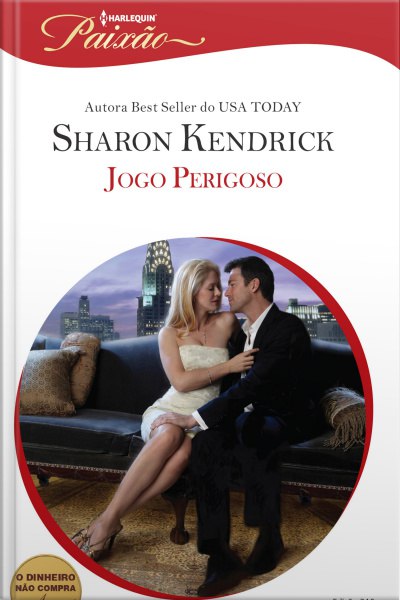 HARLEQUIN
Paixão
Autora Best Seller do USA TODAY
SHARON KENDRICK
JOGO PERIGOSO
O DINHEIRO
NÃO COMPRA